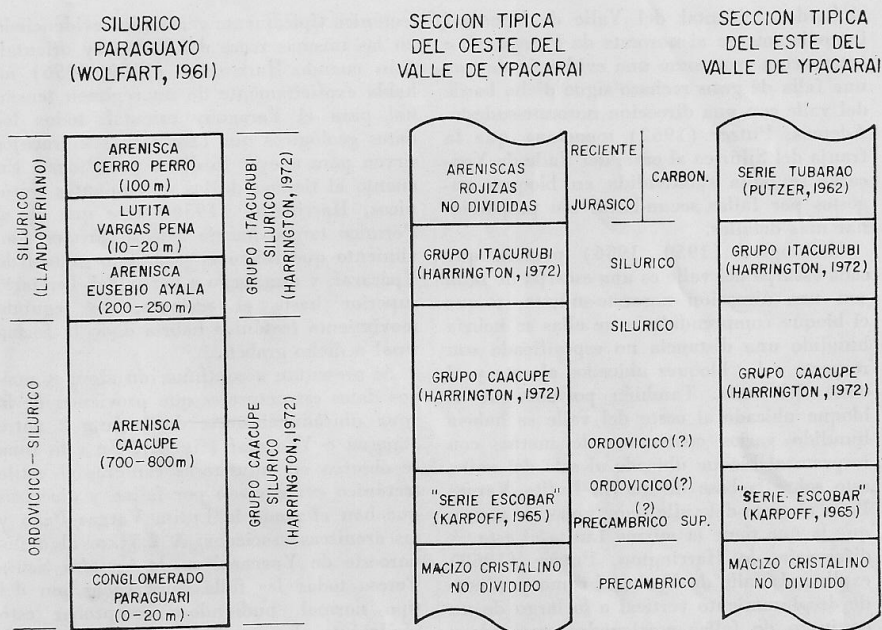 SILURICO
PARAGUAYO
(WOLFART, 1961)
SILURICO
(LLANDOVERIANO)
ORDOVICICO-SILURICO
ARENISCA
CERRO PERRO
(100 m)
LUTITA
VARGAS PENA
(10-20 m)
ARENISCA
EUSEBIO AYALA
(200-250 m)
ARENISCA
CAACUPE
(700-800 m)
CONGLOMERADO
PARAGUARI
(0-20 m)
GRUPO ITACURUBI
SILURICO
(HARRINGTON, 1972)
GRUPO CAACUPE
SILURICO
(HARRINGTON, 1972)
SECCION TIPICA
DEL OESTE DEL
VALLE DE YPACARAI
ARENISCAS
ROJIZAS
NO DIVIDIDAS
GRUPO ITACURUBI
(HARRINGTON, 1972)
GRUPO CAACUPE
(HARRINGTON, 1972)
"SERIE ESCOBAR"
(KARPOFF, 1965)
MACIZO CRISTALINO
NO DIVIDIDO
RECIENTE
JURASICO
CARBON.
SILURICO
SILURICO
ORDOVICICO (?)
ORDOVICICO(?)
(?)
PRECAMBRICO SUP.
PRECAMBRICO
SECCION TIPICA
DEL ESTE DEL
VALLE DE YPACARAI
SERIE TUBARAO
(PUTZER, 1962)
GRUPO ITACURUBI
(HARRINGTON, 1972)
GRUPO CAACUPE
(HARRINGTON, 1972)
"SERIE ESCOBAR"
(KARPOFF, 1965)
MACIZO CRISTALINO
NO DIVIDIDO